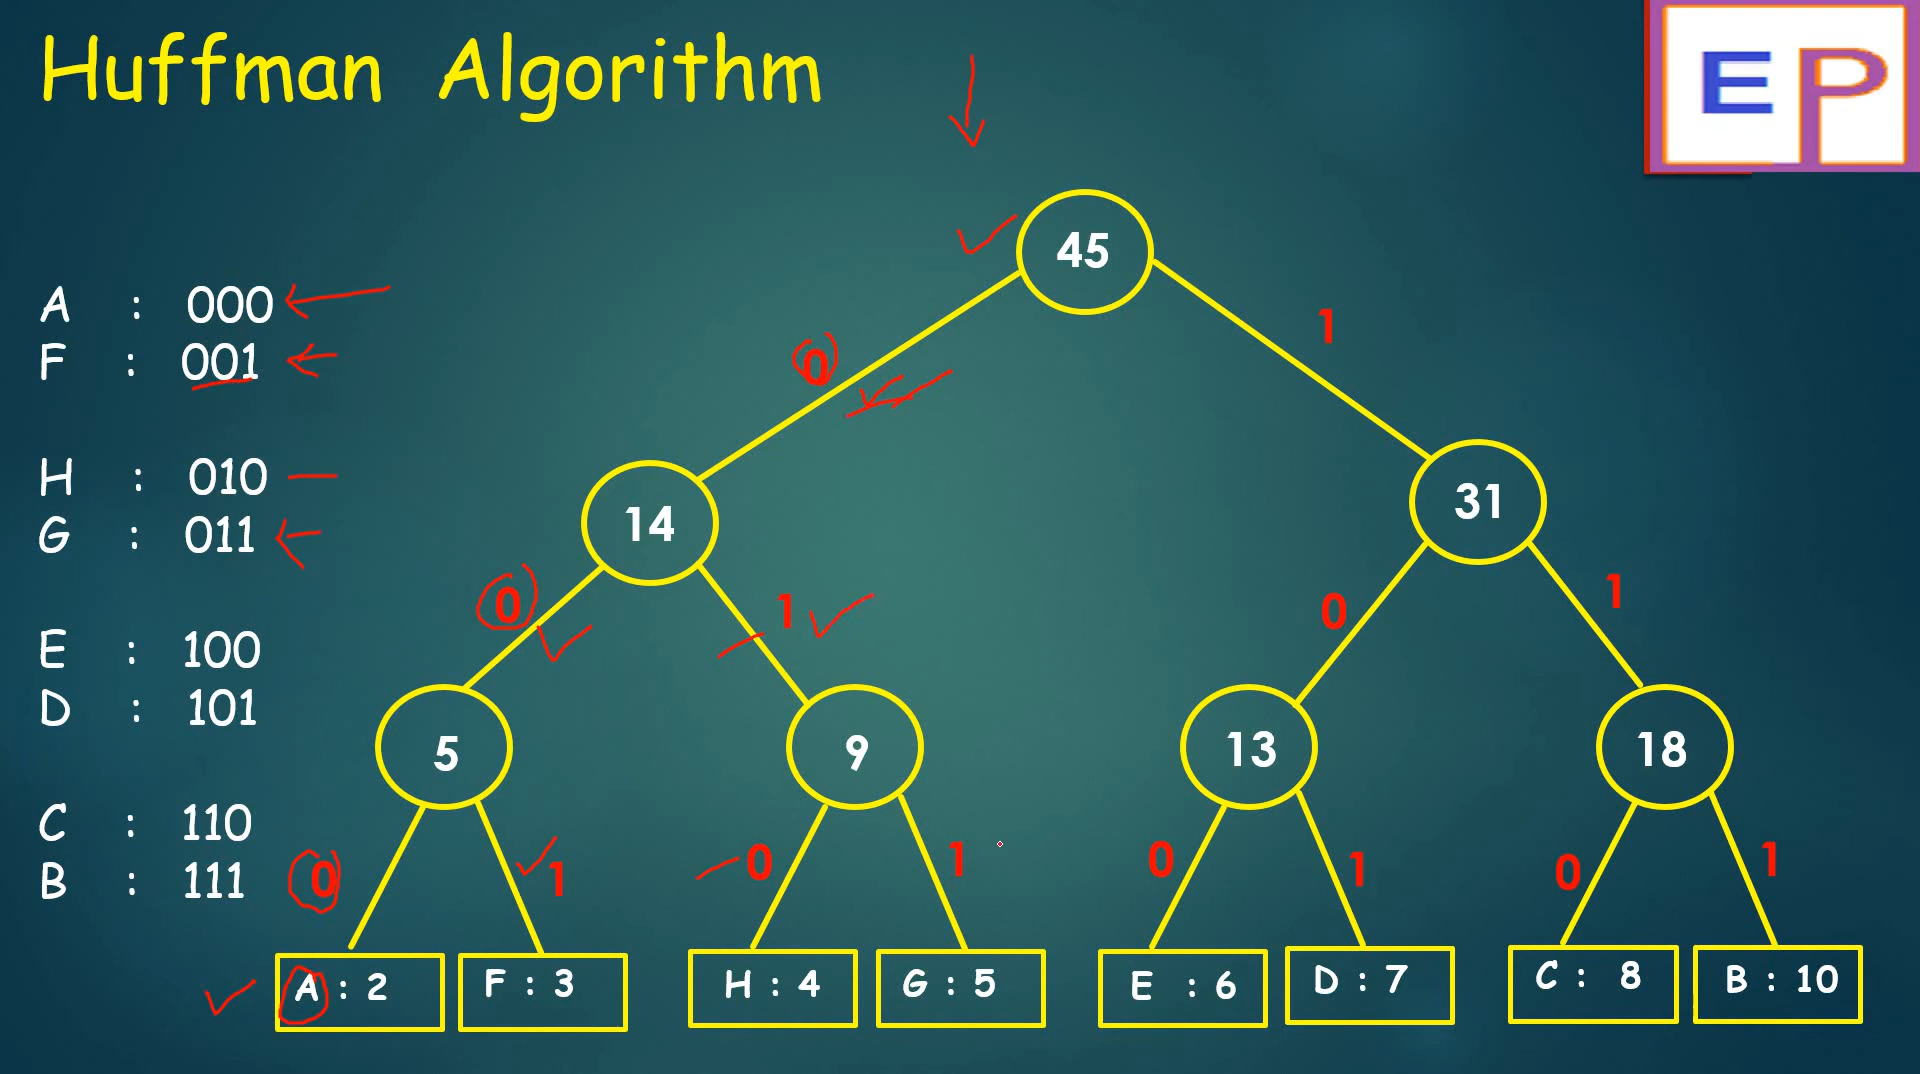 Huffman Algorithm
EP
45
A : 000
F : 001
0
1
H : 010
G : 011
14
31
0
1
0
1
E : 100
D : 101
5
9
13
18
C : 110
B : 111
0
1
0
1
0
1
0
1
A : 2
F : 3
H : 4
G : 5
E : 6
D : 7
C : 8
B : 10